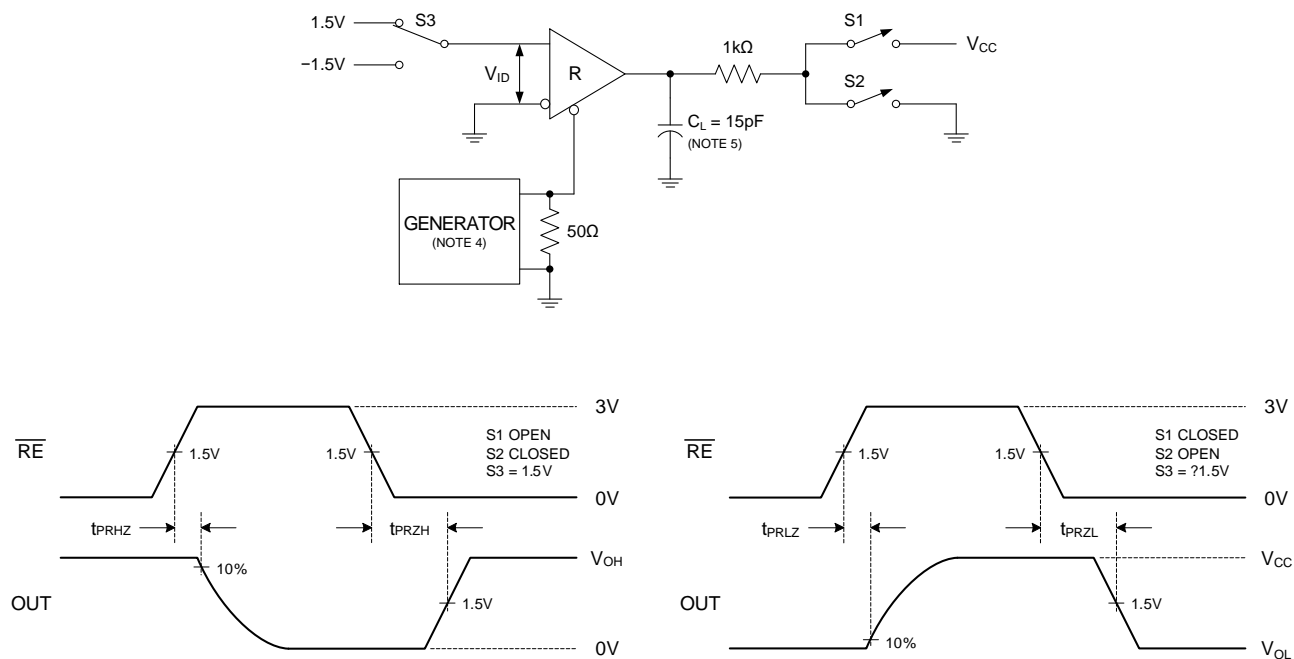 1.5V
S3
−1.5V
V_ID
R
1kΩ
S1
V_CC
S2
C_L = 15pF
(NOTE 5)
GENERATOR
(NOTE 4)
50Ω
RE
1.5V
1.5V
3V
S1 OPEN
S2 CLOSED
S3 = 1.5V
0V
t_PRHZ
t_PRZH
OUT
10%
1.5V
V_OH
0V
RE
1.5V
1.5V
3V
S1 CLOSED
S2 OPEN
S3 = ?1.5V
0V
t_PRLZ
t_PRZL
OUT
10%
1.5V
V_CC
V_OL